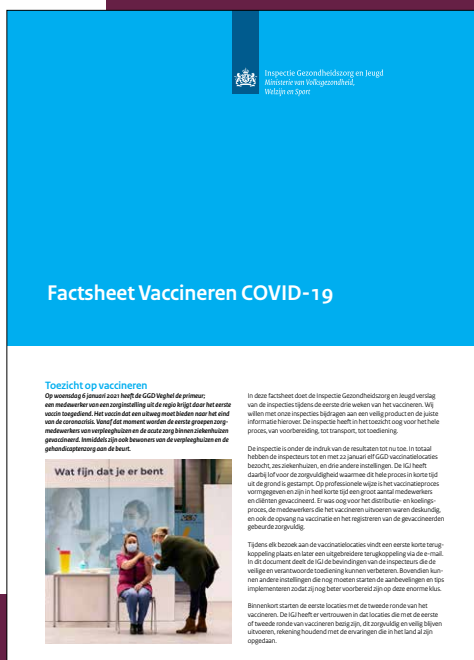 Inspectie Gezondheidszorg en Jeugd
Ministerie van Volksgezondheid,
Welzijn en Sport
Factsheet Vaccineren COVID-19
Toezicht op vaccineren
Op woensdag 6 januari 2021 heeft de GGD Veghel de primeur;
een medewerker van een zorginstelling uit de regio krijgt daar het eerste
vaccin toegediend. Het vaccin dat een uitweg moet bieden naar het eind
van de coronacrisis. Vanaf dat moment worden de eerste groepen zorg-
medewerkers van verpleeghuizen en de acute zorg binnen ziekenhuizen
gevaccineerd. Inmiddels zijn ook bewoners van de verpleeghuizen en de
gehandicaptenzorg aan de beurt.
Wat fijn dat je er bent
In deze factsheet doet de Inspectie Gezondheidszorg en Jeugd verslag
van de inspecties tijdens de eerste drie weken van het vaccineren. Wij
willen met onze inspecties bijdragen aan een veilig product en de juiste
informatie hierover. De inspectie heeft in het toezicht oog voor het hele
proces, van voorbereiding, tot transport, tot toediening.
De inspectie is onder de indruk van de resultaten tot nu toe. In totaal
hebben de inspecteurs tot en met 22 januari elf GGD vaccinatielocaties
bezocht, zes ziekenhuizen, en drie andere instellingen. De IGJ heeft
daarbij lof voor de zorgvuldigheid waarmee dit hele proces in korte tijd
uit de grond is gestampt. Op professionele wijze is het vaccinatieproces
vormgegeven en zijn in heel korte tijd een groot aantal medewerkers
en cliënten gevaccineerd. Er was oog voor het distributie- en koelings-
proces, de medewerkers die het vaccineren uitvoeren waren deskundig,
en ook de opvang na vaccinatie en het registreren van de gevaccineerden
gebeurde zorgvuldig.
Tijdens elk bezoek aan de vaccinatielocaties vindt een eerste korte terug-
koppeling plaats en later een uitgebreidere terugkoppeling via de e-mail.
In dit document deelt de IGJ de bevindingen van de inspecteurs die de
veilige en verantwoorde toediening kunnen verbeteren. Bovendien kun-
nen andere instellingen die nog moeten starten de aanbevelingen en tips
implementeren zodat zij nog beter voorbereid zijn op deze enorme klus.
Binnenkort starten de eerste locaties met de tweede ronde van het
vaccineren. De IGJ heeft er vertrouwen in dat locaties die met de eerste
of tweede ronde van vaccineren bezig zijn, dit zorgvuldig en veilig blijven
uitvoeren, rekening houdend met de ervaringen die in het land al zijn
opgedaan.